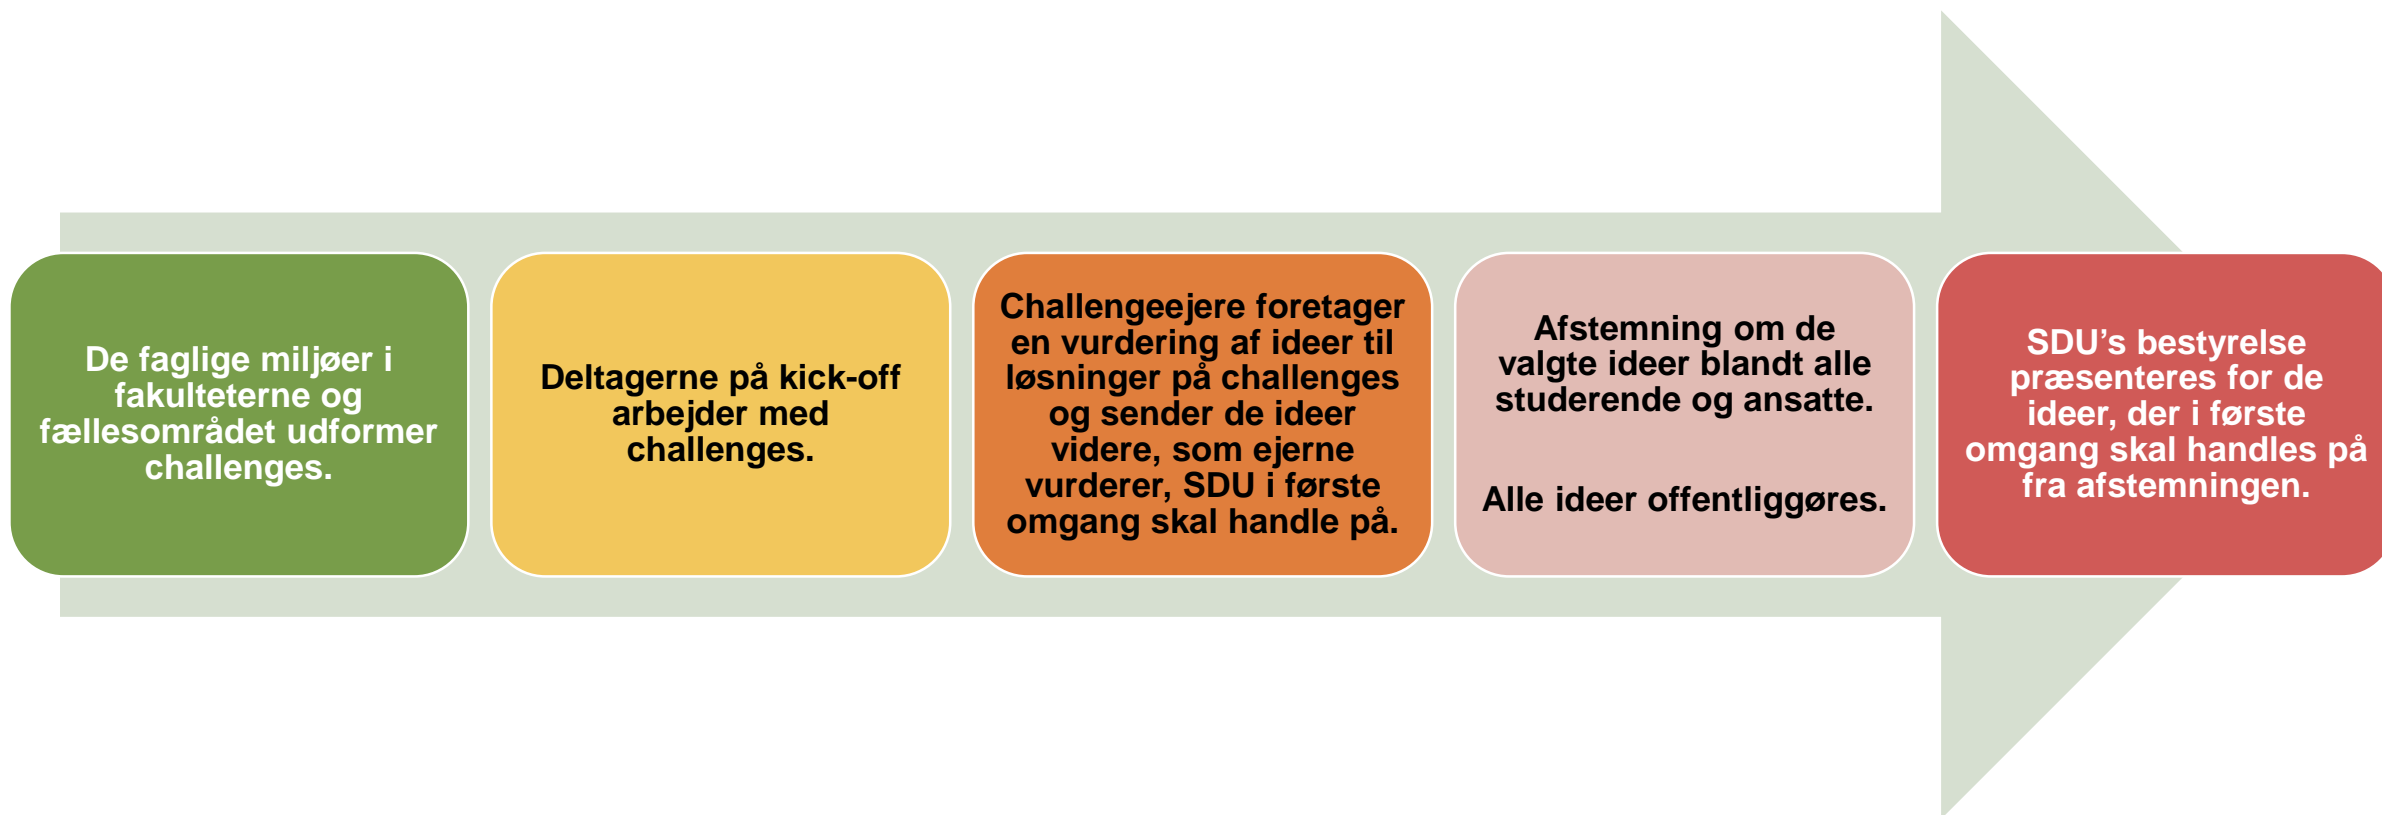 De faglige miljøer i
fakulteterne og
fællesområdet udformer
challenges.
Deltagerne på kick-off
arbejder med
challenges.
Challengeejere foretager
en vurdering af ideer til
løsninger på challenges
og sender de ideer
videre, som ejerne
vurderer, SDU i første
omgang skal handle på.
Afstemning om de
valgte ideer blandt alle
studerende og ansatte.
Alle ideer offentliggøres.
SDU’s bestyrelse
præsenteres for de
ideer, der i første
omgang skal handles på
fra afstemningen.